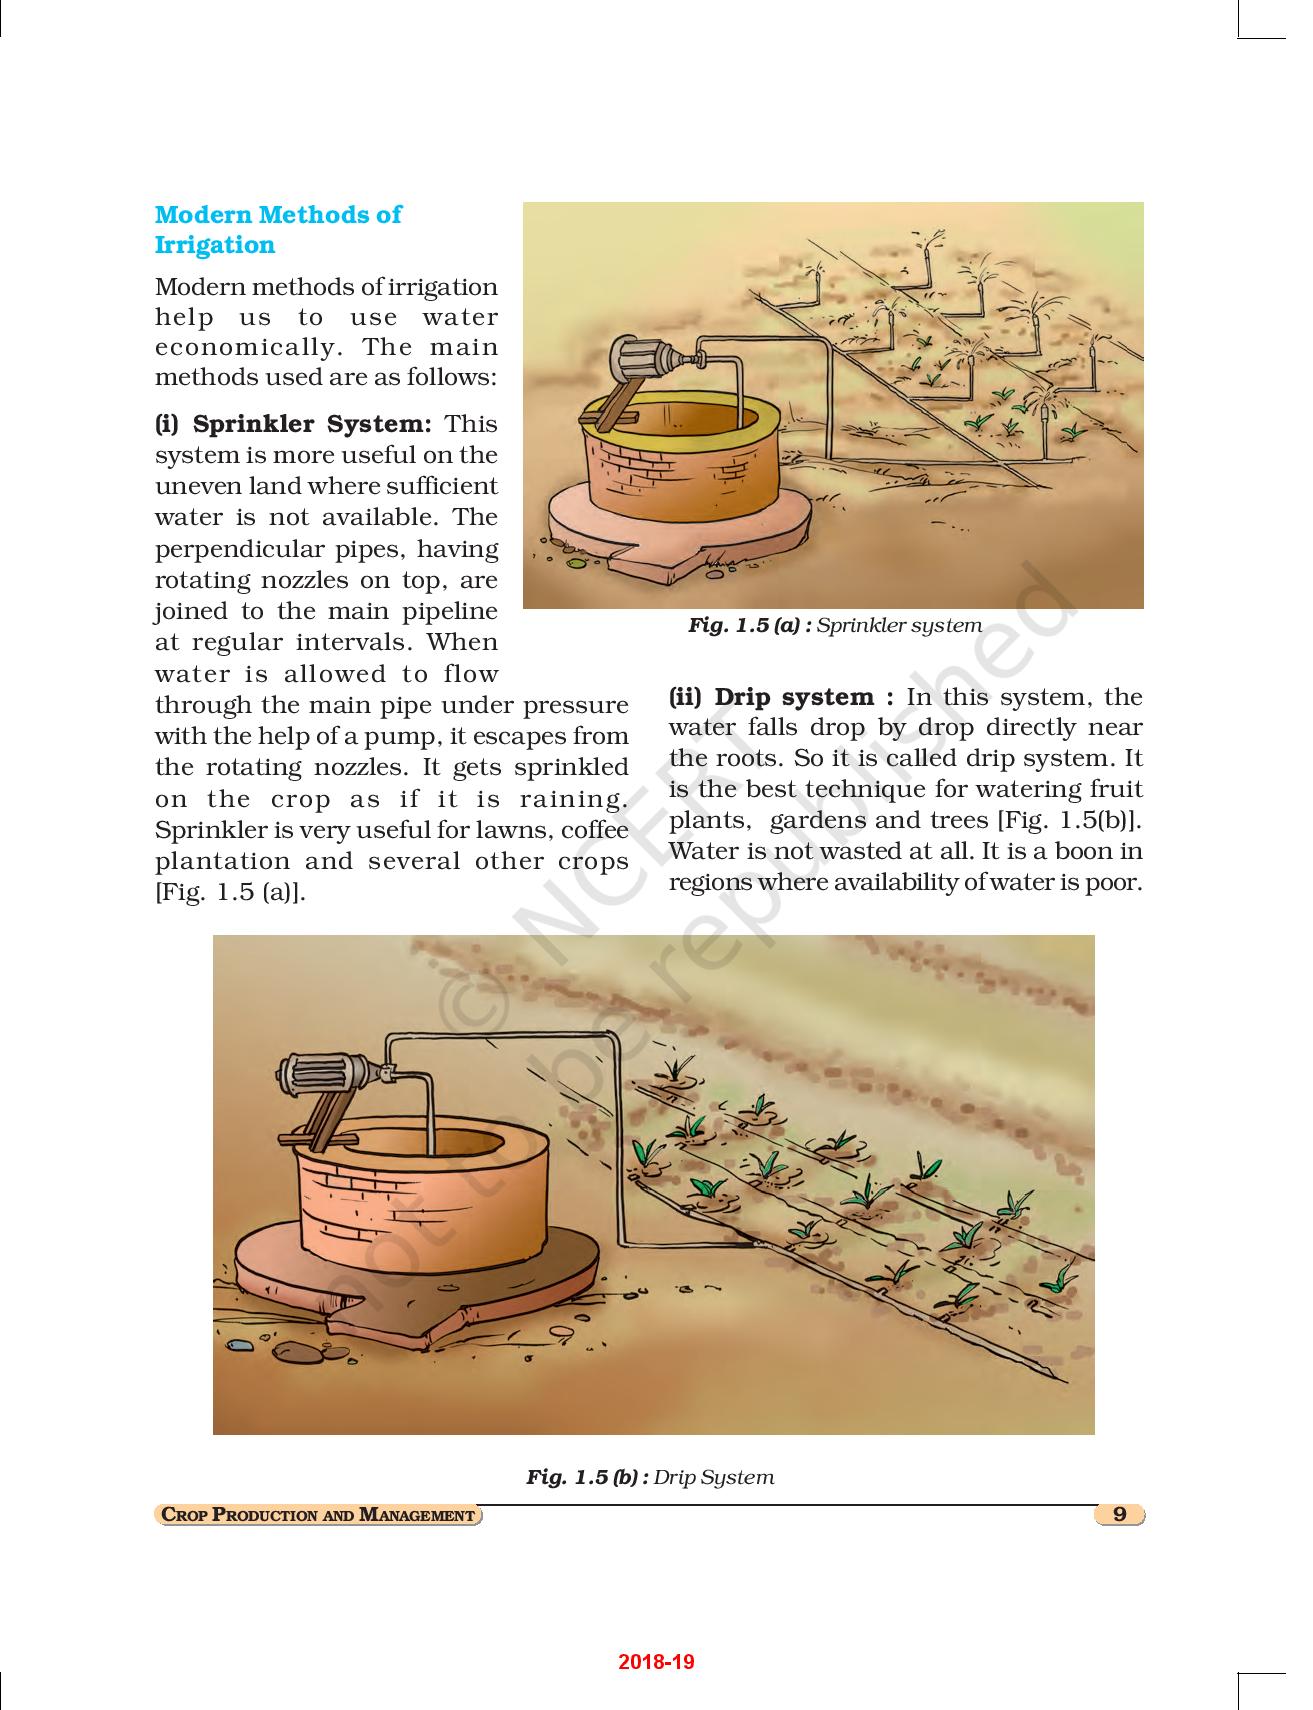 Modern Methods of
Irrigation
Modern methods of irrigation
help us to use water
economically. The main
methods used are as follows:
(i) Sprinkler System: This
system is more useful on the
uneven land where sufficient
water is not available. The
perpendicular pipes, having
rotating nozzles on top, are
joined to the main pipeline
at regular intervals. When
water is allowed to flow
through the main pipe under pressure
with the help of a pump, it escapes from
the rotating nozzles. It gets sprinkled
on the crop as if it is raining.
Sprinkler is very useful for lawns, coffee
plantation and several other crops
[Fig. 1.5 (a)].
Fig. 1.5 (a) : Sprinkler system
(ii) Drip system : In this system, the
water falls drop by drop directly near
the roots. So it is called drip system. It
is the best technique for watering fruit
plants, gardens and trees [Fig. 1.5(b)].
Water is not wasted at all. It is a boon in
regions where availability of water is poor.
© NCERT
not to be republished
Fig. 1.5 (b) : Drip System
CROP PRODUCTION AND MANAGEMENT
9
2018-19